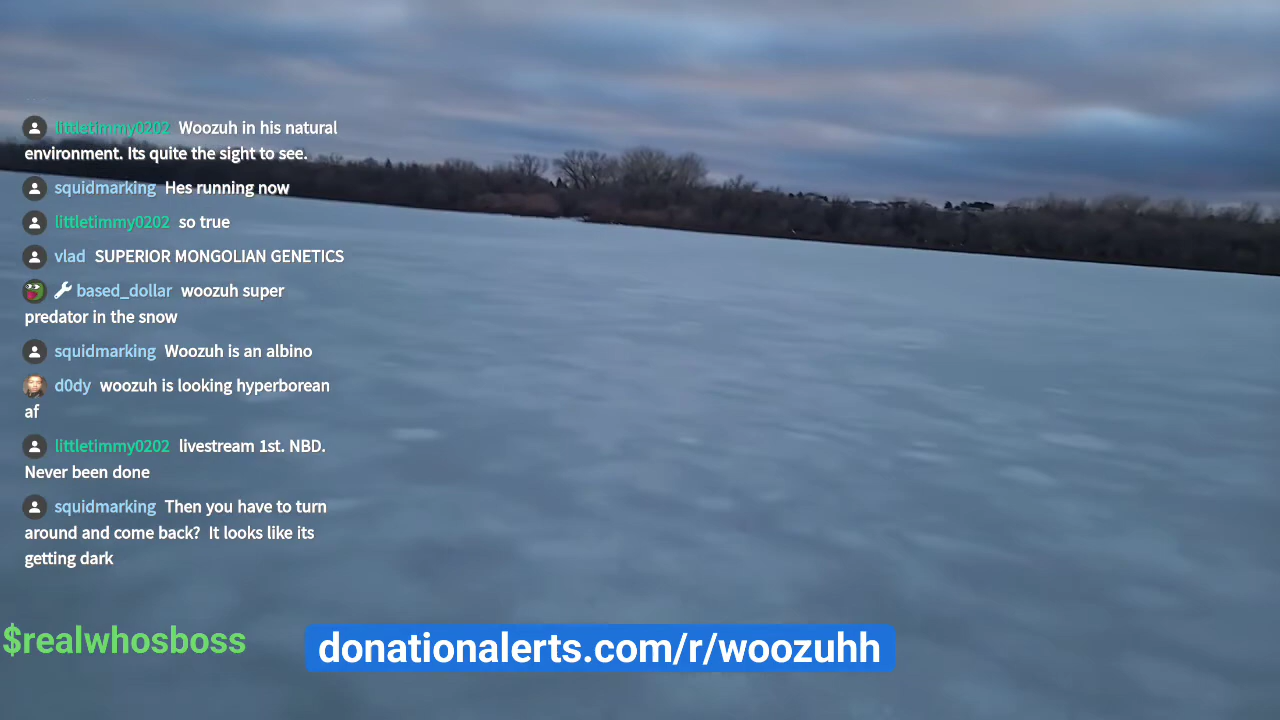 littletimmy0202 Woozuh in his natural
environment. Its quite the sight to see.
squidmarking Hes running now
littletimmy0202 so true
vlad SUPERIOR MONGOLIAN GENETICS
based_dollar woozuh super
predator in the snow
squidmarking Woozuh is an albino
d0dy woozuh is looking hyperborean
af
littletimmy0202 livestream 1st. NBD.
Never been done
squidmarking Then you have to turn
around and come back? It looks like its
getting dark
$realwhosboss
donationalerts.com/r/woozuhh